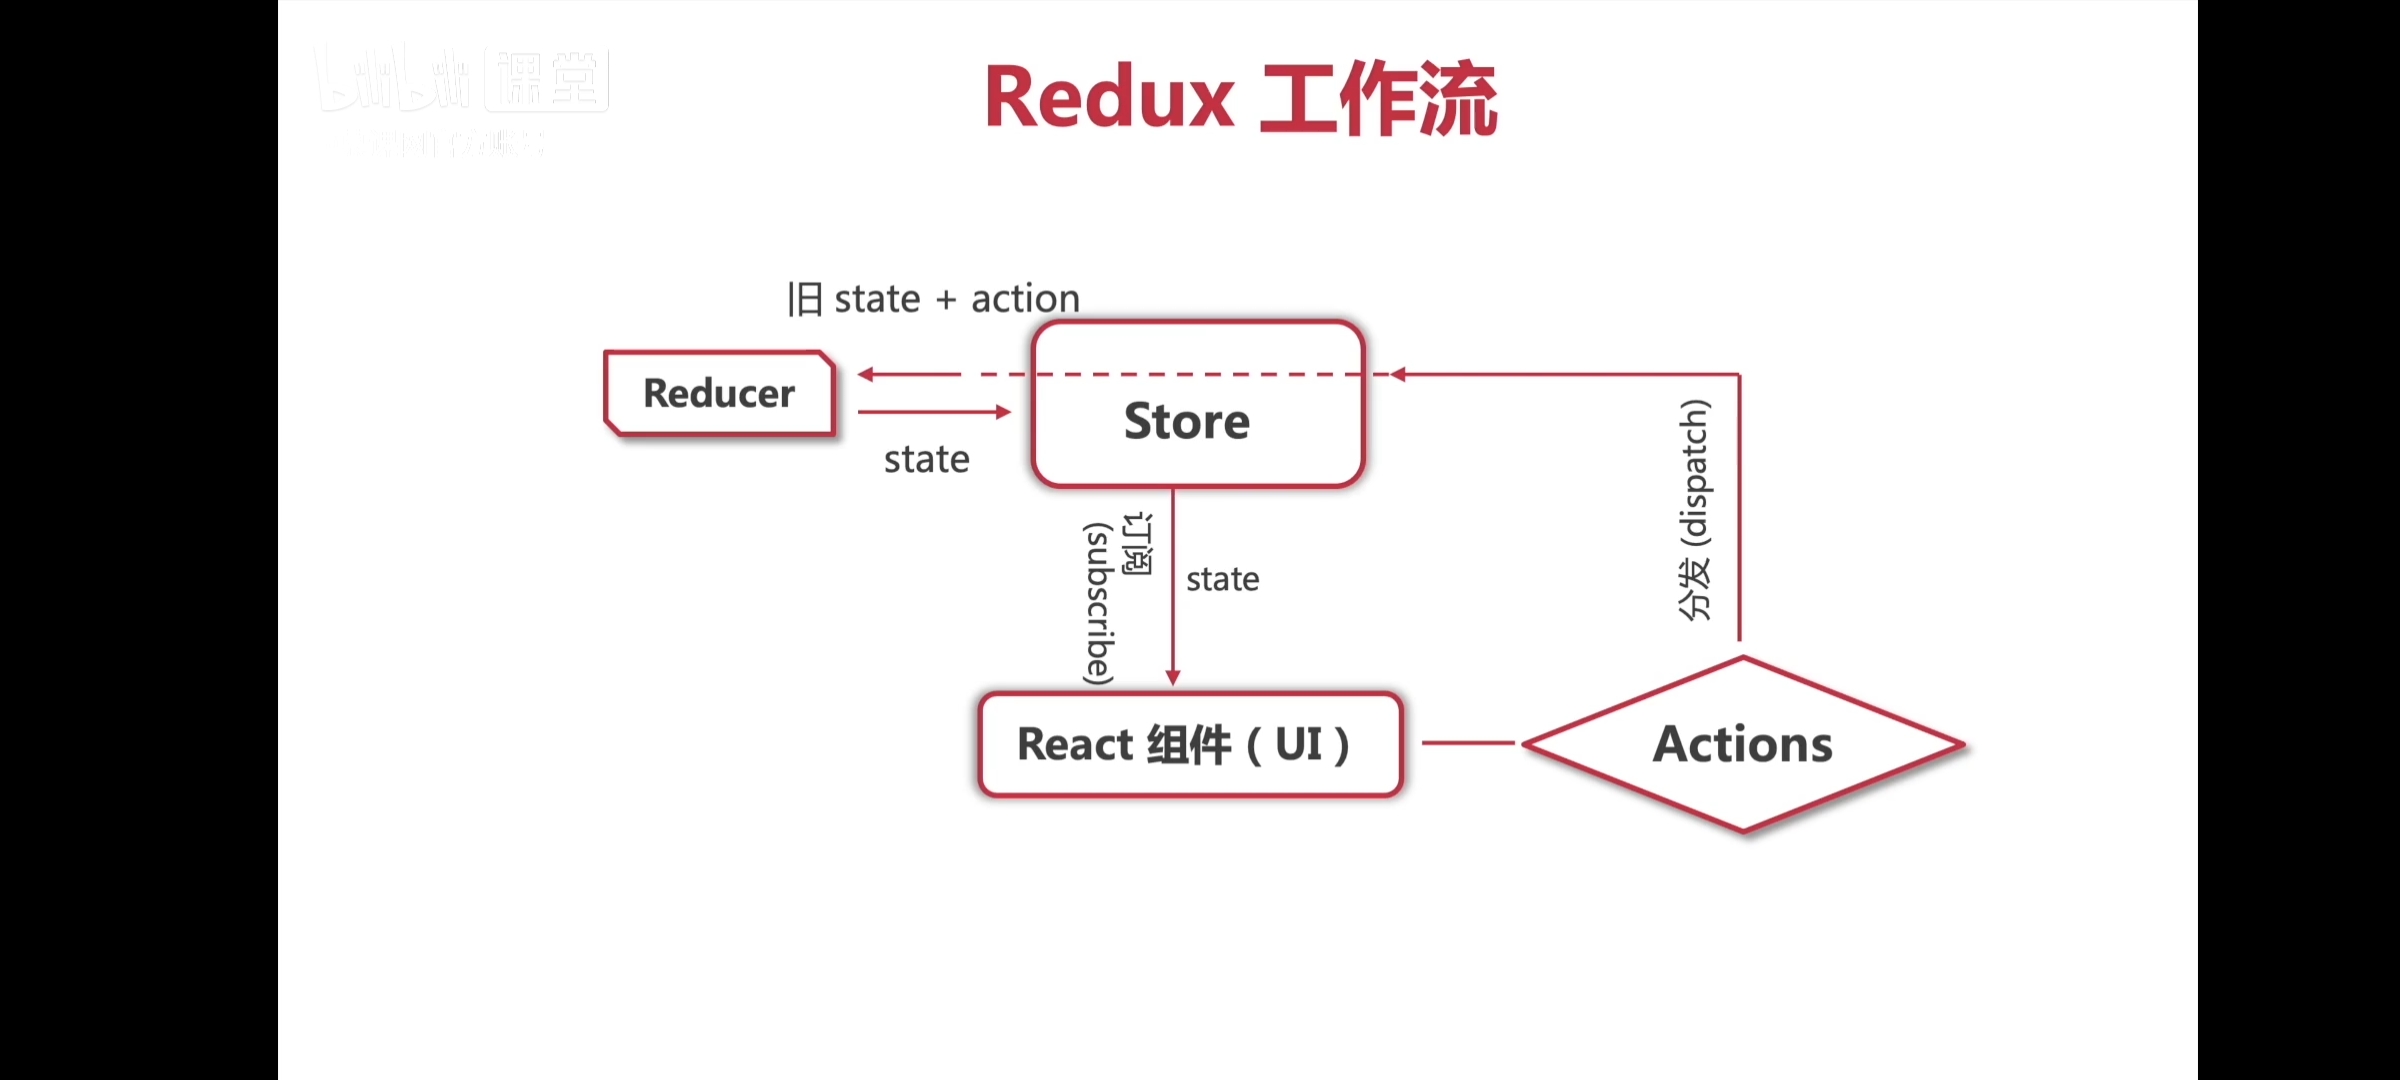 bilibili 课堂
Redux 工作流
旧 state + action
Reducer
Store
state
分发 (dispatch)
订阅
(subscribe)
state
React 组件（UI）
Actions